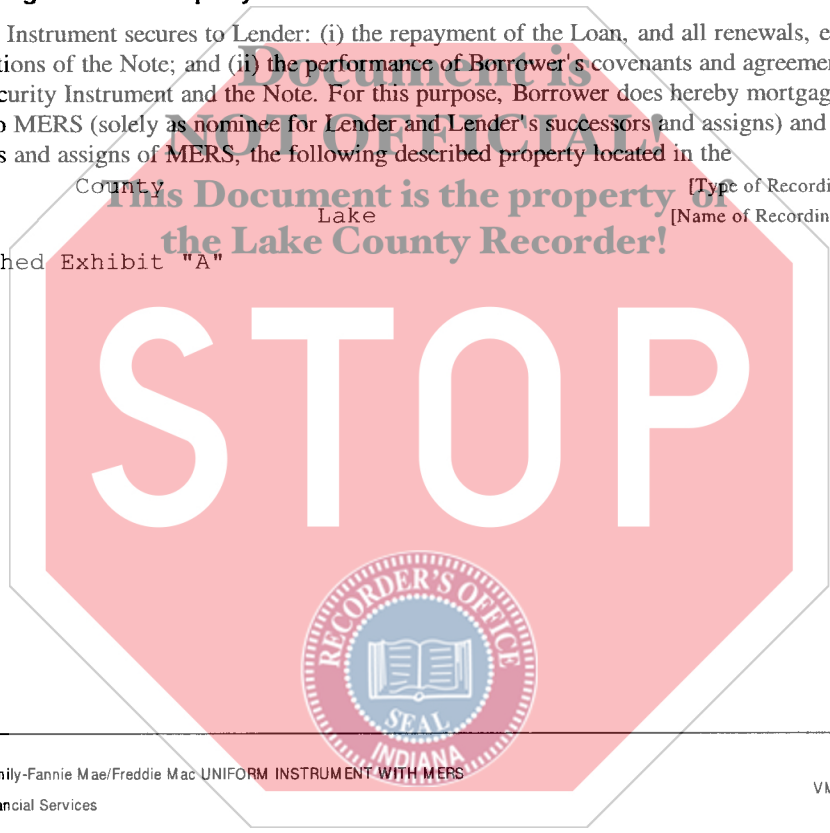 Instrument secures to Lender: (i) the repayment of the Loan, and all renewals, e
tions of the Note; and (ii) the performance of Borrower's covenants and agreemen
curity Instrument and the Note. For this purpose, Borrower does hereby mortgag
o MERS (solely as nominee for Lender and Lender's successors and assigns) and
s and assigns of MERS, the following described property located in the
County [Type of Recordi
Lake [Name of Recordin
hed Exhibit "A"
Document is
NOT OFFICIAL!
This Document is the property of
the Lake County Recorder!
STOP
RECORDER'S OFFICE
SEAL
INDIANA
mily-Fannie Mae/Freddie Mac UNIFORM INSTRUMENT WITH MERS
VM
ancial Services